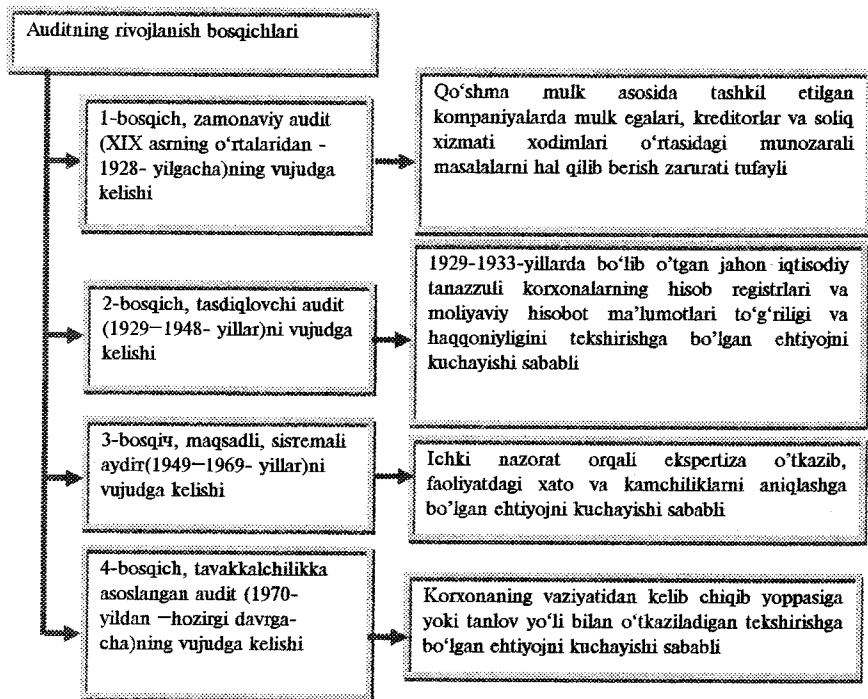 Auditning rivojlanish bosqichlari
1-bosqich, zamonaviy audit
(XIX asrning o‘rtalaridan -
1928- yilgacha)ning vujudga
kelishi
Qo‘shma mulk asosida tashkil etilgan
kompaniyalarda mulk egalari, kreditorlar va soliq
xizmati xodimlari o‘rtasidagi munozarali
masalalarni hal qilib berish zarurati tufayli
2-bosqich, tasdiqlovchi audit
(1929—1948- yillar)ni vujudga
kelishi
1929-1933-yillarda bo‘lib o’tgan jahon iqtisodiy
tanazzuli korxonalarning hisob registrlari va
moliyaviy hisobot ma’lumotlari to‘g‘riligi va
haqqoniyligini tekshirishga bo’lgan ehtiyojni
kuchayishi sababli
3-bosqiч, maqsadli, sisтemali
aydiт(1949—1969- yillar)ni
vujudga kelishi
Ichki nazorat orqali ekspertiza o’tkazib,
faoliyatdagi xato va kamchiliklarni aniqlashga
bo’lgan ehtiyojni kuchayishi sababli
4-bosqich, tavakkalchilikka
asoslangan audit (1970-
yildan —hozirgi davrga-
cha)ning vujudga kelishi
Korxonaning vaziyatidan kelib chiqib yoppasiga
yoki tanlov yo‘li bilan o‘tkaziladigan tekshirishga
bo‘lgan ehtiyojni kuchayishi sababli